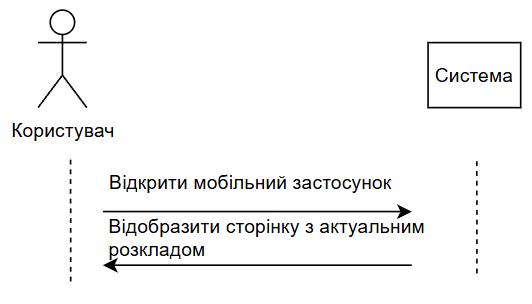 Система
Користувач
Відкрити мобільний застосунок
Відобразити сторінку з актуальним
розкладом